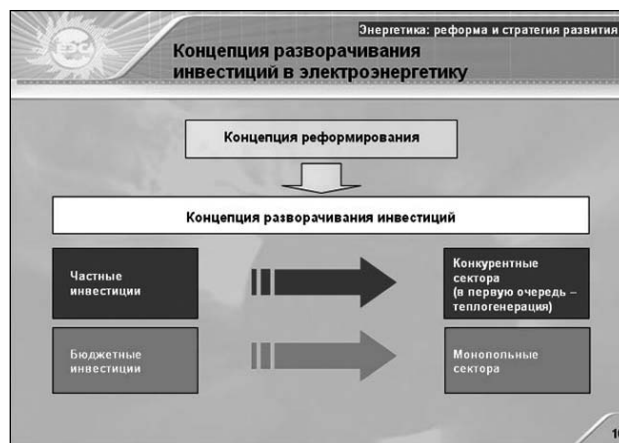 Энергетика: реформа и стратегия развития
Концепция разворачивания
инвестиций в электроэнергетику
Концепция реформирования
Концепция разворачивания инвестиций
Частные
инвестиции
Конкурентные
сектора
(в первую очередь –
теплогенерация)
Бюджетные
инвестиции
Монопольные
сектора